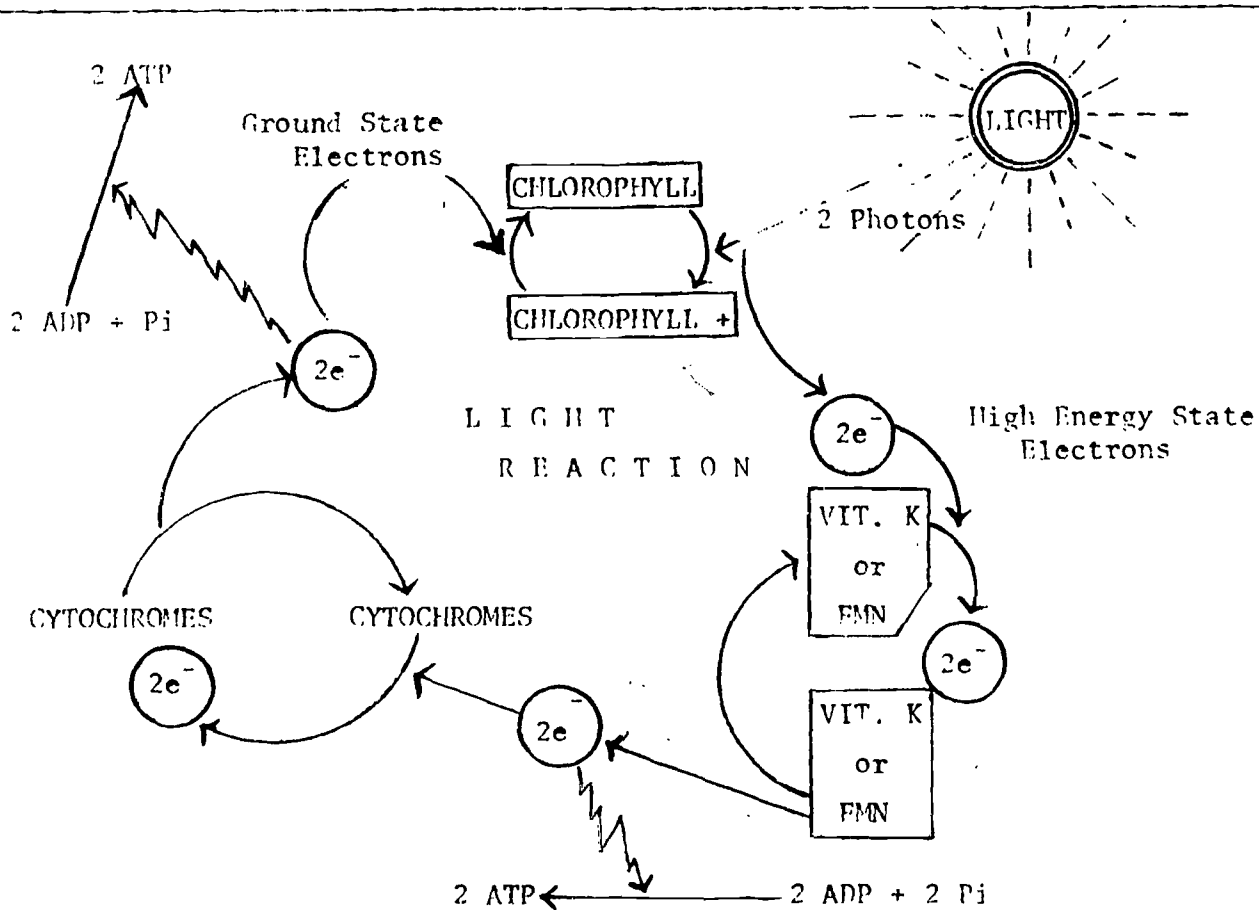 2 ATP
LIGHT
Ground State
Electrons
CHLOROPHYLL
2 Photons
2 ADP + Pi
CHLOROPHYLL +
2e⁻
LIGHT
REACTION
2e⁻
High Energy State
Electrons
VIT. K
or
FMN
CYTOCHROMES
CYTOCHROMES
2e⁻
2e⁻
2e⁻
VIT. K
or
FMN
2 ATP
2 ADP + 2 Pi